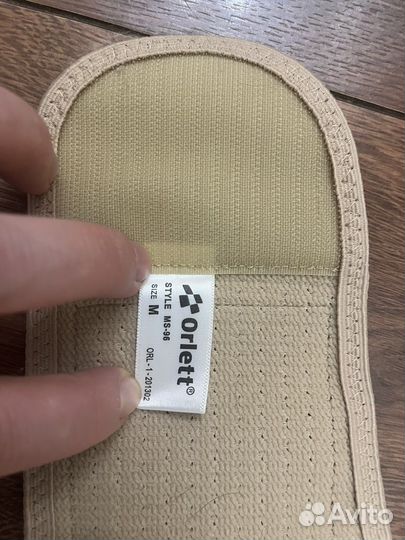 Orlett®
STYLE MS-96
SIZE M
ORL-1-201302
Avito